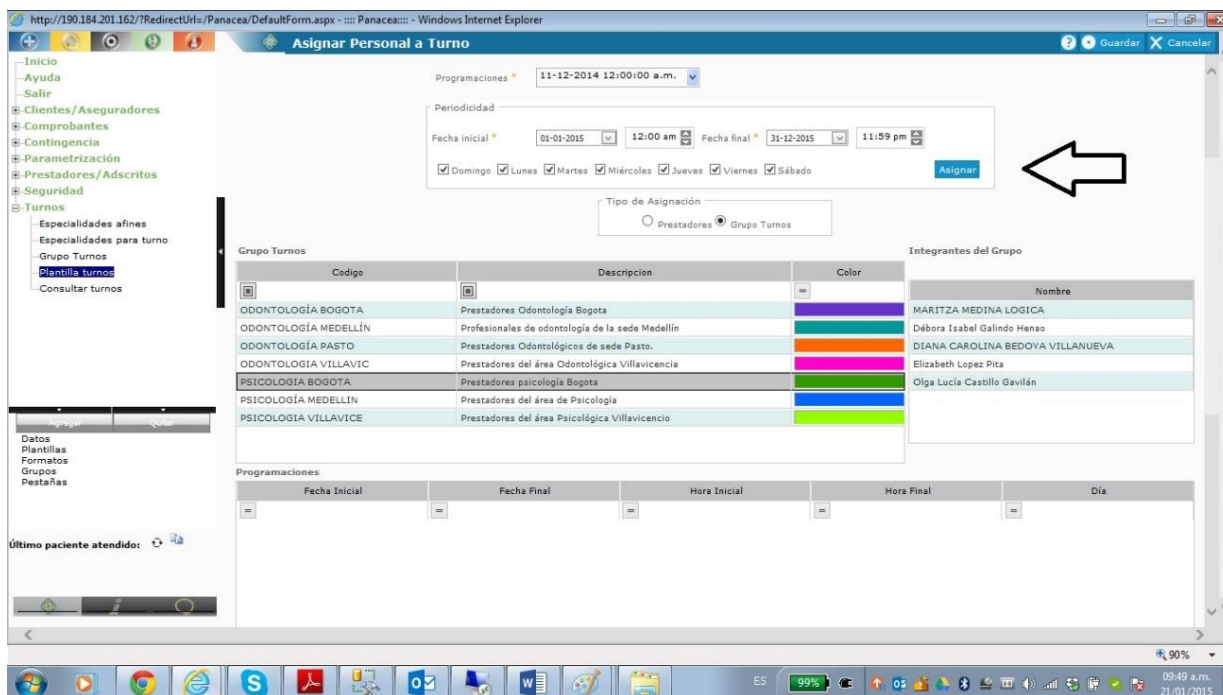 http://190.184.201.162/?RedirectUrl=/Panacea/DefaultForm.aspx - :::: Panacea:::: - Windows Internet Explorer
Asignar Personal a Turno
Guardar Cancelar
Inicio
Ayuda
Salir
Clientes/Aseguradores
Comprobantes
Contingencia
Parametrización
Prestadores/Adscritos
Seguridad
Turnos
Especialidades afines
Especialidades para turno
Grupo Turnos
Plantilla turnos
Consultar turnos
Agregar Quitar
Datos
Plantillas
Formatos
Grupos
Pestañas
Último paciente atendido:
Programaciones * 11-12-2014 12:00:00 a.m.
Periodicidad
Fecha inicial * 01-01-2015 12:00 am Fecha final * 31-12-2015 11:59 pm
Domingo Lunes Martes Miércoles Jueves Viernes Sábado Asignar
Tipo de Asignación
Prestadores Grupo Turnos
Grupo Turnos
Codigo Descripcion Color
= 
ODONTOLOGÍA BOGOTA Prestadores Odontología Bogota
ODONTOLOGÍA MEDELLÍN Profesionales de odontología de la sede Medellín
ODONTOLOGÍA PASTO Prestadores Odontológicos de sede Pasto.
ODONTOLOGIA VILLAVIC Prestadores del área Odontológica Villavicencia
PSICOLOGIA BOGOTA Prestadores psicología Bogota
PSICOLOGÍA MEDELLIN Prestadores del área de Psicología
PSICOLOGIA VILLAVICE Prestadores del área Psicológica Villavicencio
Integrantes del Grupo
Nombre
MARITZA MEDINA LOGICA
Débora Isabel Galindo Henao
DIANA CAROLINA BEDOYA VILLANUEVA
Elizabeth Lopez Pita
Olga Lucía Castillo Gavilán
Programaciones
Fecha Inicial Fecha Final Hora Inicial Hora Final Día
= = = = =
90%
ES 99% 09:49 a.m.
21/01/2015